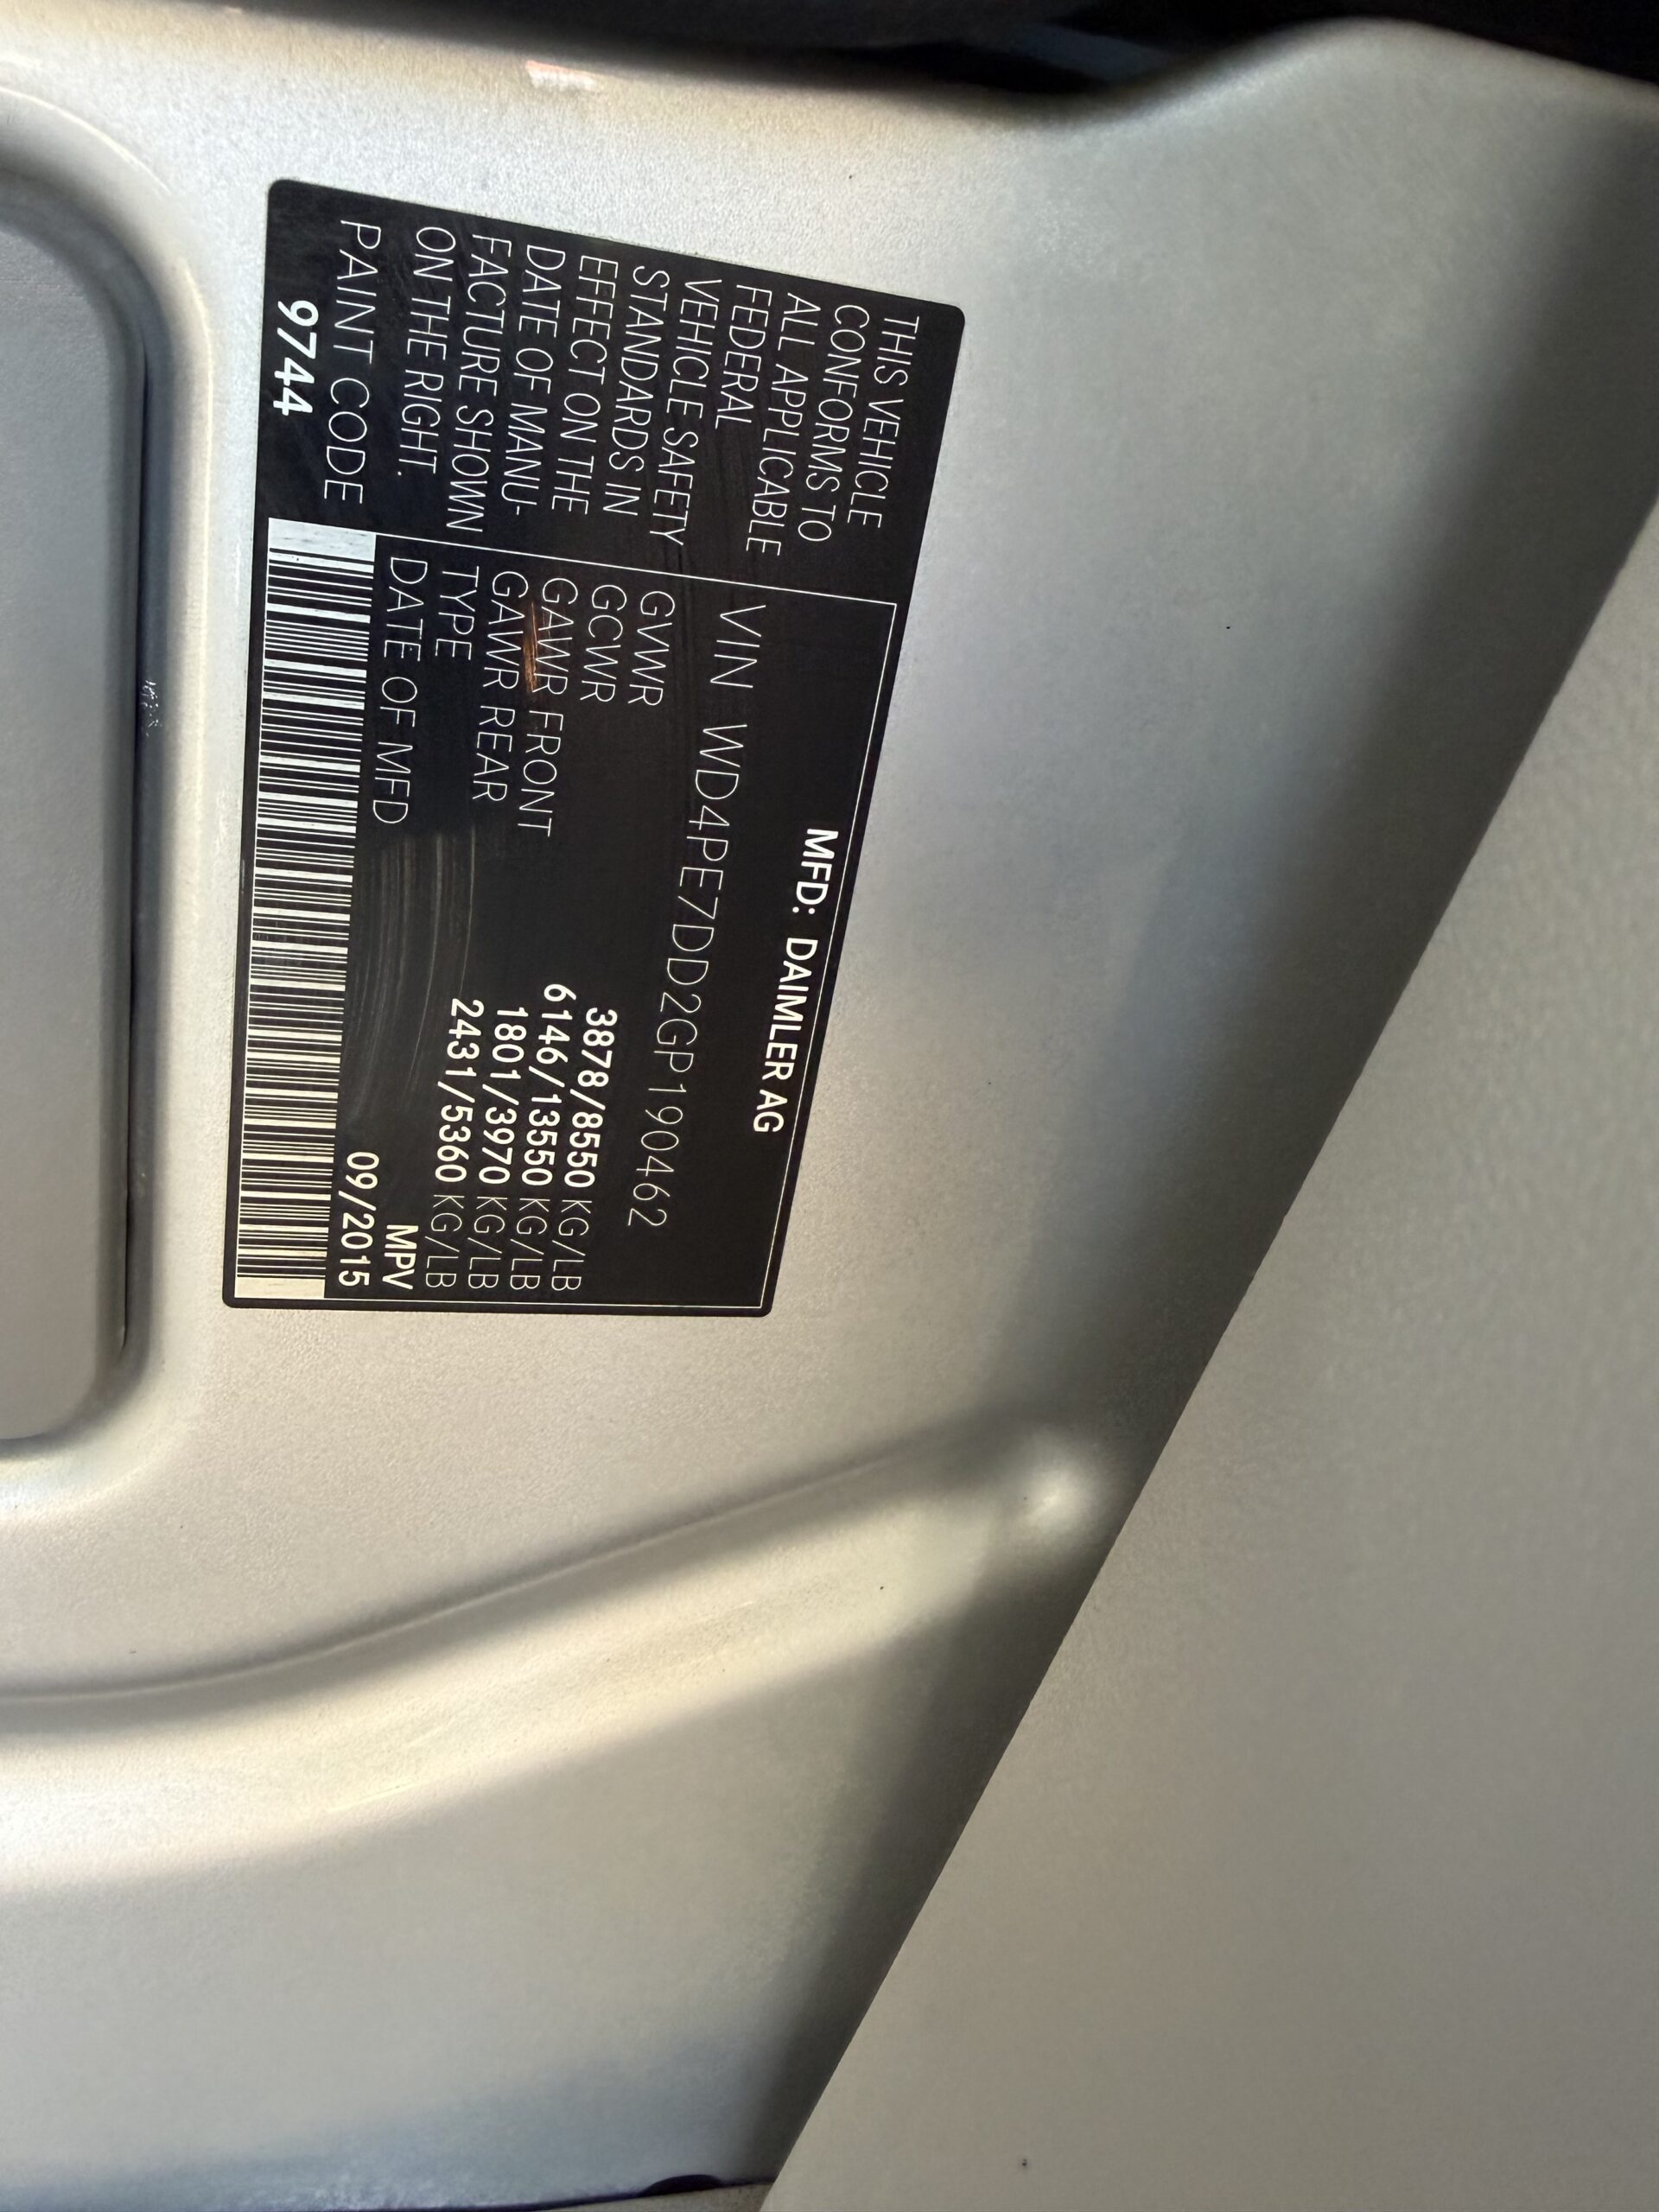 THIS VEHICLE
CONFORMS TO
ALL APPLICABLE
FEDERAL
VEHICLE SAFETY
STANDARDS IN
EFFECT ON THE
DATE OF MANU-
FACTURE SHOWN
ON THE RIGHT.
PAINT CODE
9744
MFD: DAIMLER AG
VIN WD4PE7DD2GP190462
GVWR 3878/8550 KG/LB
GCWR 6146/13550 KG/LB
GAWR FRONT 1801/3970 KG/LB
GAWR REAR 2431/5360 KG/LB
TYPE MPV
DATE OF MFD 09/2015